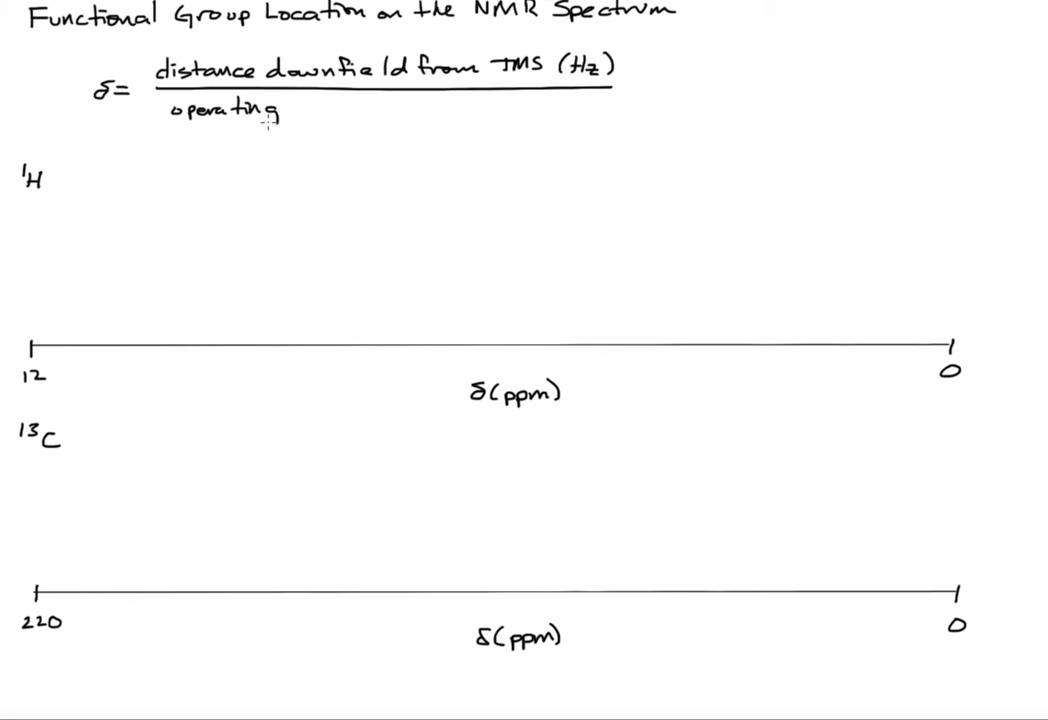 Functional Group Location on the NMR Spectrum
δ= distance downfield from TMS (Hz)
operating
¹H
12
0
δ(ppm)
¹³C
220
0
δ(ppm)